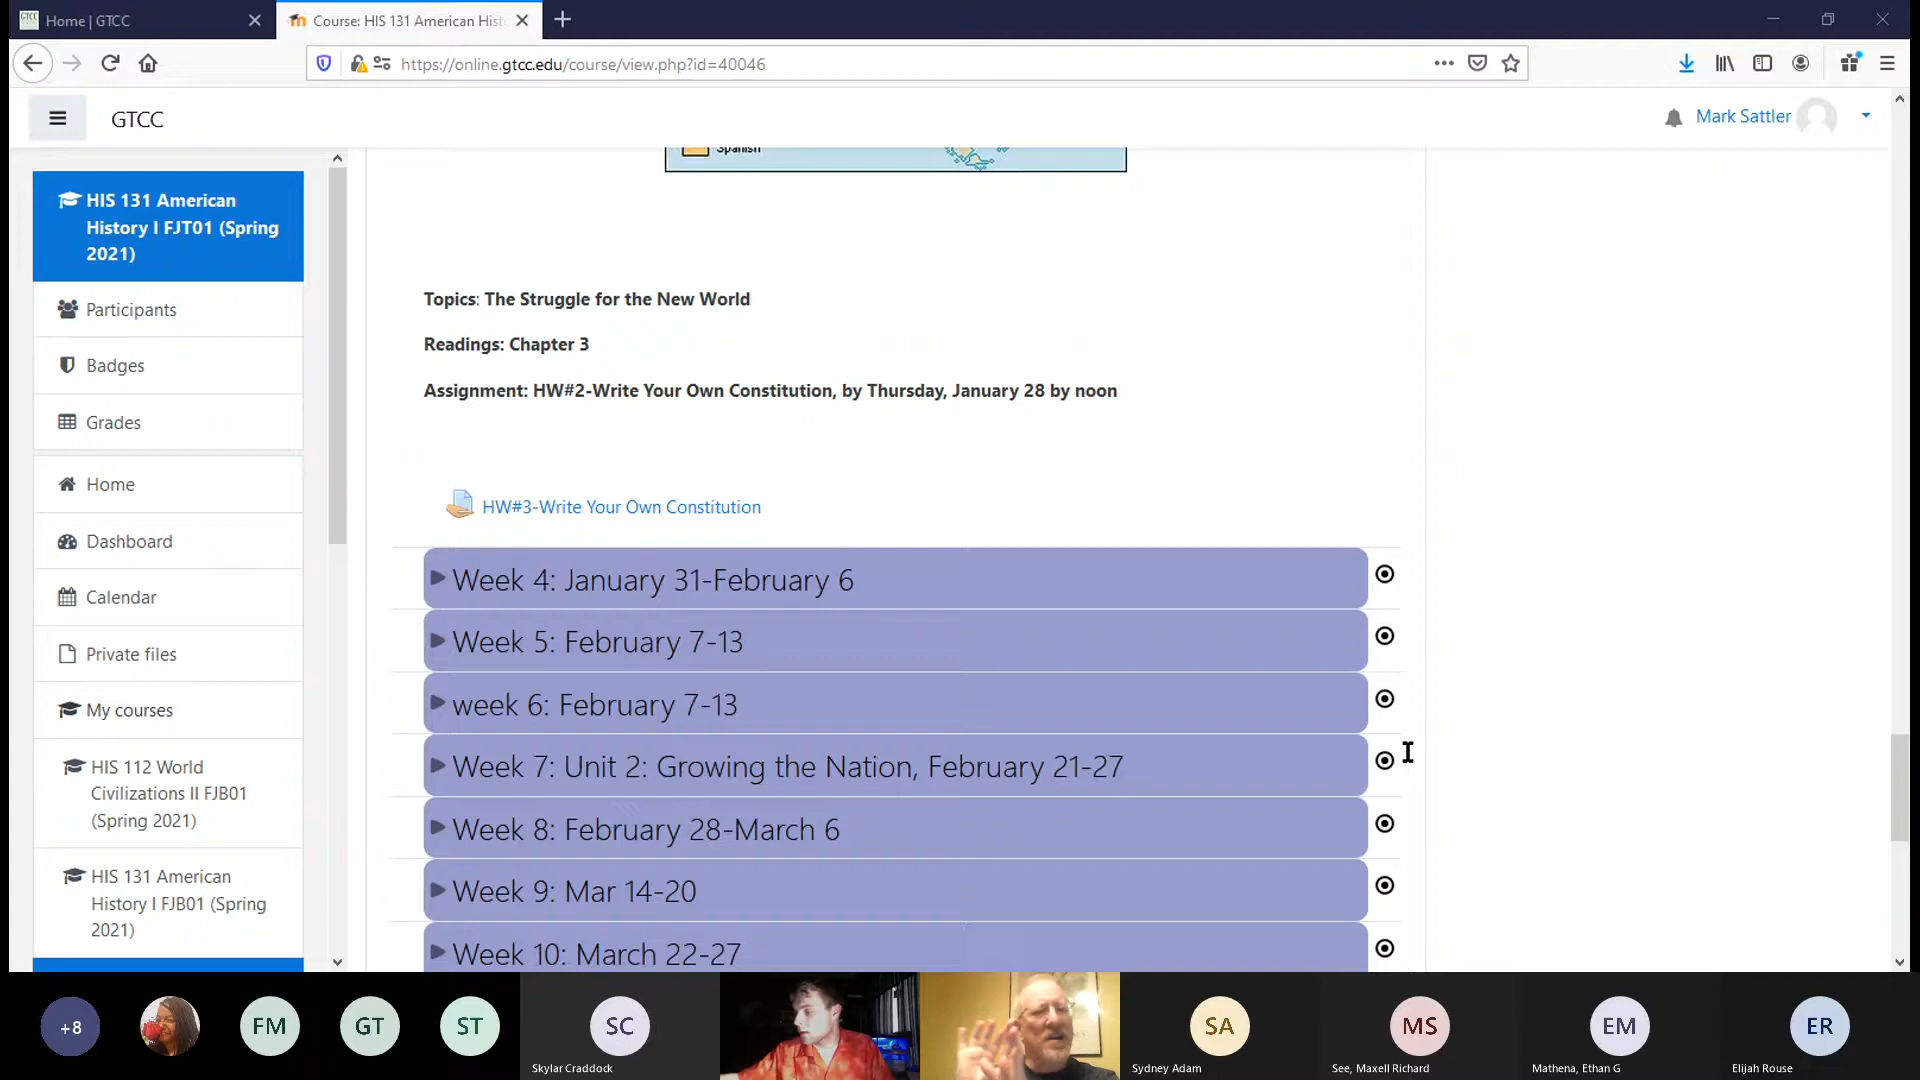 Home | GTCC
Course: HIS 131 American Hist
https://online.gtcc.edu/course/view.php?id=40046
GTCC
Mark Sattler
Spanish
HIS 131 American
History I FJT01 (Spring
2021)
Participants
Badges
Grades
Home
Dashboard
Calendar
Private files
My courses
HIS 112 World
Civilizations II FJB01
(Spring 2021)
HIS 131 American
History I FJB01 (Spring
2021)
Topics: The Struggle for the New World
Readings: Chapter 3
Assignment: HW#2-Write Your Own Constitution, by Thursday, January 28 by noon
HW#3-Write Your Own Constitution
Week 4: January 31-February 6
Week 5: February 7-13
week 6: February 7-13
Week 7: Unit 2: Growing the Nation, February 21-27
Week 8: February 28-March 6
Week 9: Mar 14-20
Week 10: March 22-27
+8
FM
GT
ST
SC
Skylar Craddock
SA
Sydney Adam
MS
See, Maxell Richard
EM
Mathena, Ethan G
ER
Elijah Rouse